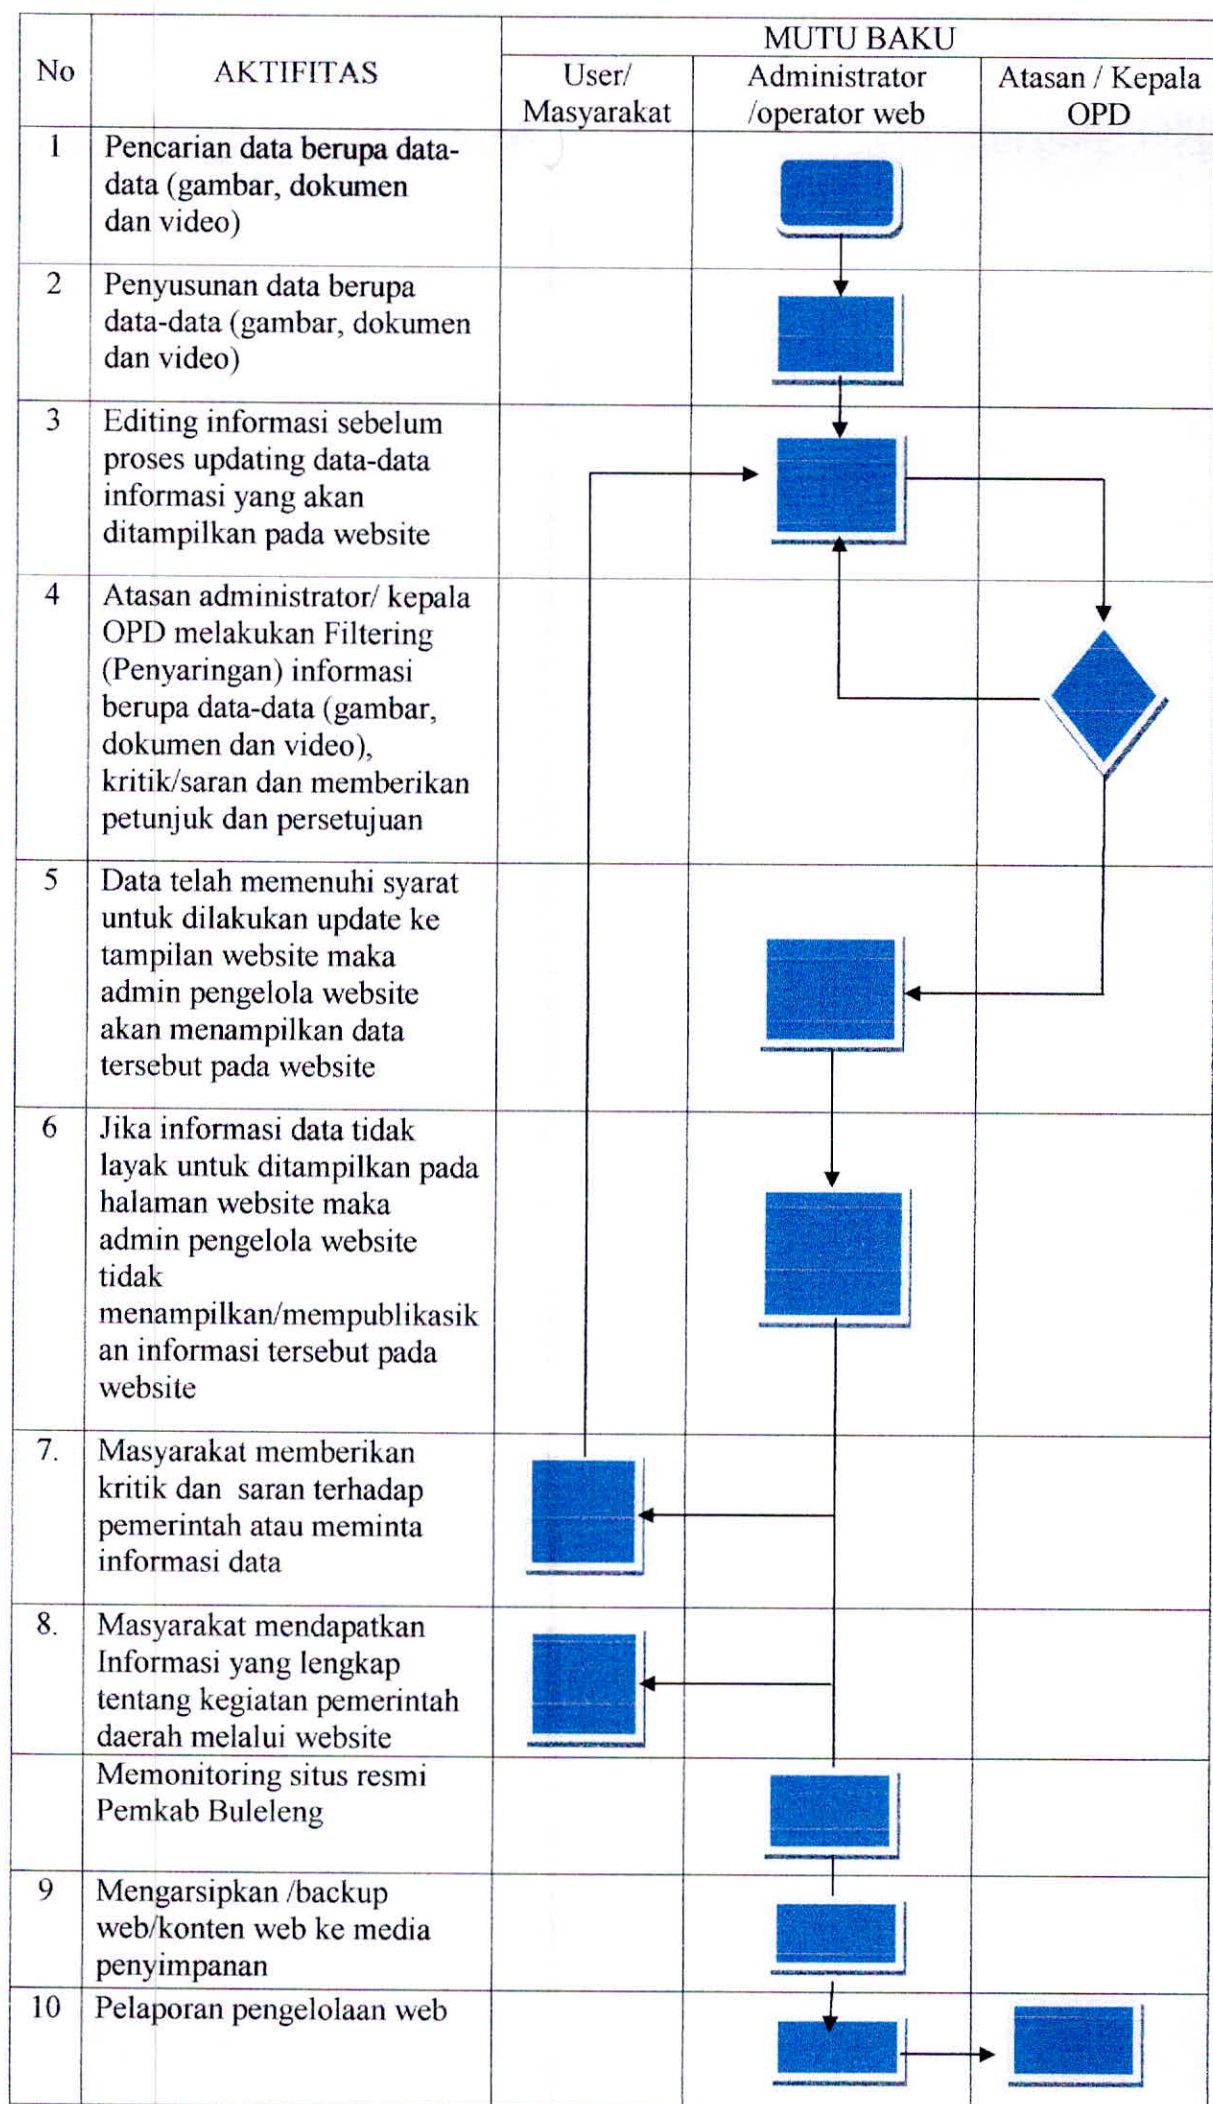 No
AKTIFITAS
MUTU BAKU
User/
Masyarakat
Administrator
/operator web
Atasan / Kepala
OPD
1
Pencarian data berupa data-
data (gambar, dokumen
dan video)
2
Penyusunan data berupa
data-data (gambar, dokumen
dan video)
3
Editing informasi sebelum
proses updating data-data
informasi yang akan
ditampilkan pada website
4
Atasan administrator/ kepala
OPD melakukan Filtering
(Penyaringan) informasi
berupa data-data (gambar,
dokumen dan video),
kritik/saran dan memberikan
petunjuk dan persetujuan
5
Data telah memenuhi syarat
untuk dilakukan update ke
tampilan website maka
admin pengelola website
akan menampilkan data
tersebut pada website
6
Jika informasi data tidak
layak untuk ditampilkan pada
halaman website maka
admin pengelola website
tidak
menampilkan/mempublikasik
an informasi tersebut pada
website
7.
Masyarakat memberikan
kritik dan saran terhadap
pemerintah atau meminta
informasi data
8.
Masyarakat mendapatkan
Informasi yang lengkap
tentang kegiatan pemerintah
daerah melalui website
Memonitoring situs resmi
Pemkab Buleleng
9
Mengarsipkan /backup
web/konten web ke media
penyimpanan
10
Pelaporan pengelolaan web